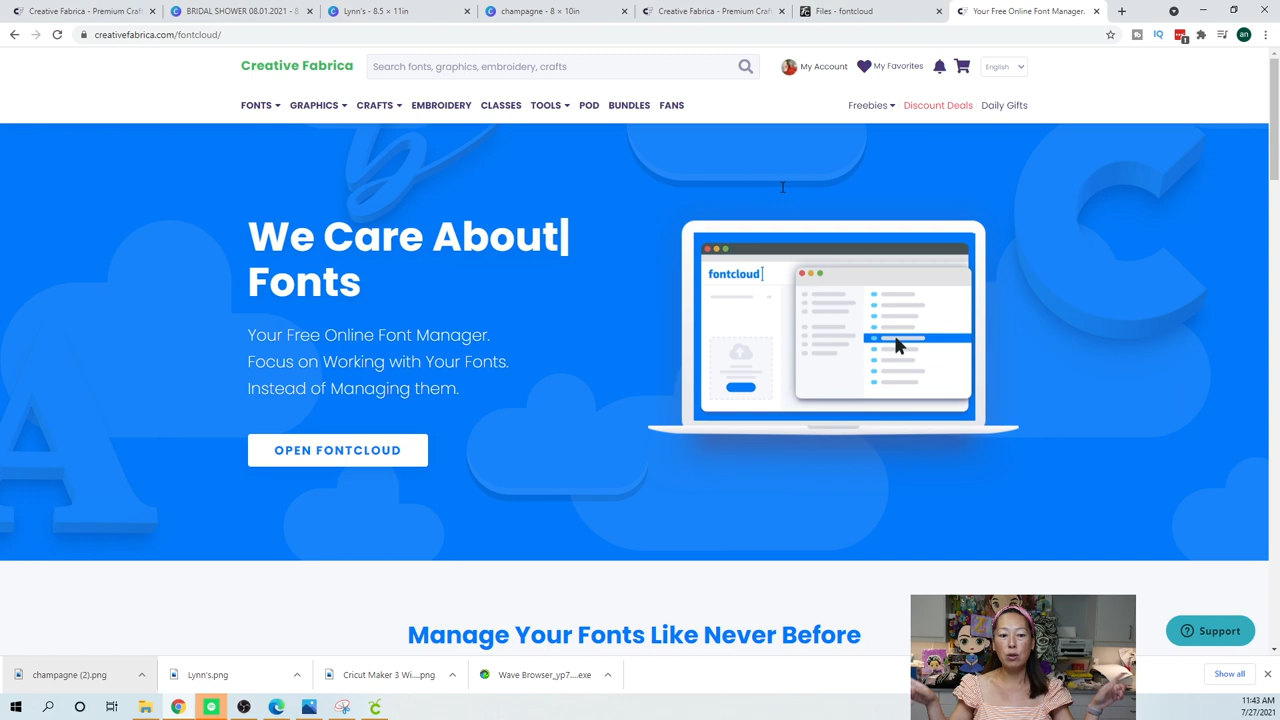 Creative Fabrica - Premium Craf
BRIDAL SHOWER 08.01.2021 - 8
Lynn's - 8.5 × 11in
champagne - 8 × 10in
Creative Fabrica - Premium Craf
Files - fontcloud
Your Free Online Font Manager.
creativefabrica.com/fontcloud/
IQ
1
an
Creative Fabrica
Search fonts, graphics, embroidery, crafts
My Account
My Favorites
English
FONTS
GRAPHICS
CRAFTS
EMBROIDERY
CLASSES
TOOLS
POD
BUNDLES
FANS
Freebies
Discount Deals
Daily Gifts
We Care About
Fonts
Your Free Online Font Manager.
Focus on Working with Your Fonts.
Instead of Managing them.
OPEN FONTCLOUD
fontcloud
Manage Your Fonts Like Never Before
Support
champagne (2).png
Lynn's.png
Cricut Maker 3 Wi....png
Wave Browser_yp7....exe
Show all
11:43 AM
7/27/2021